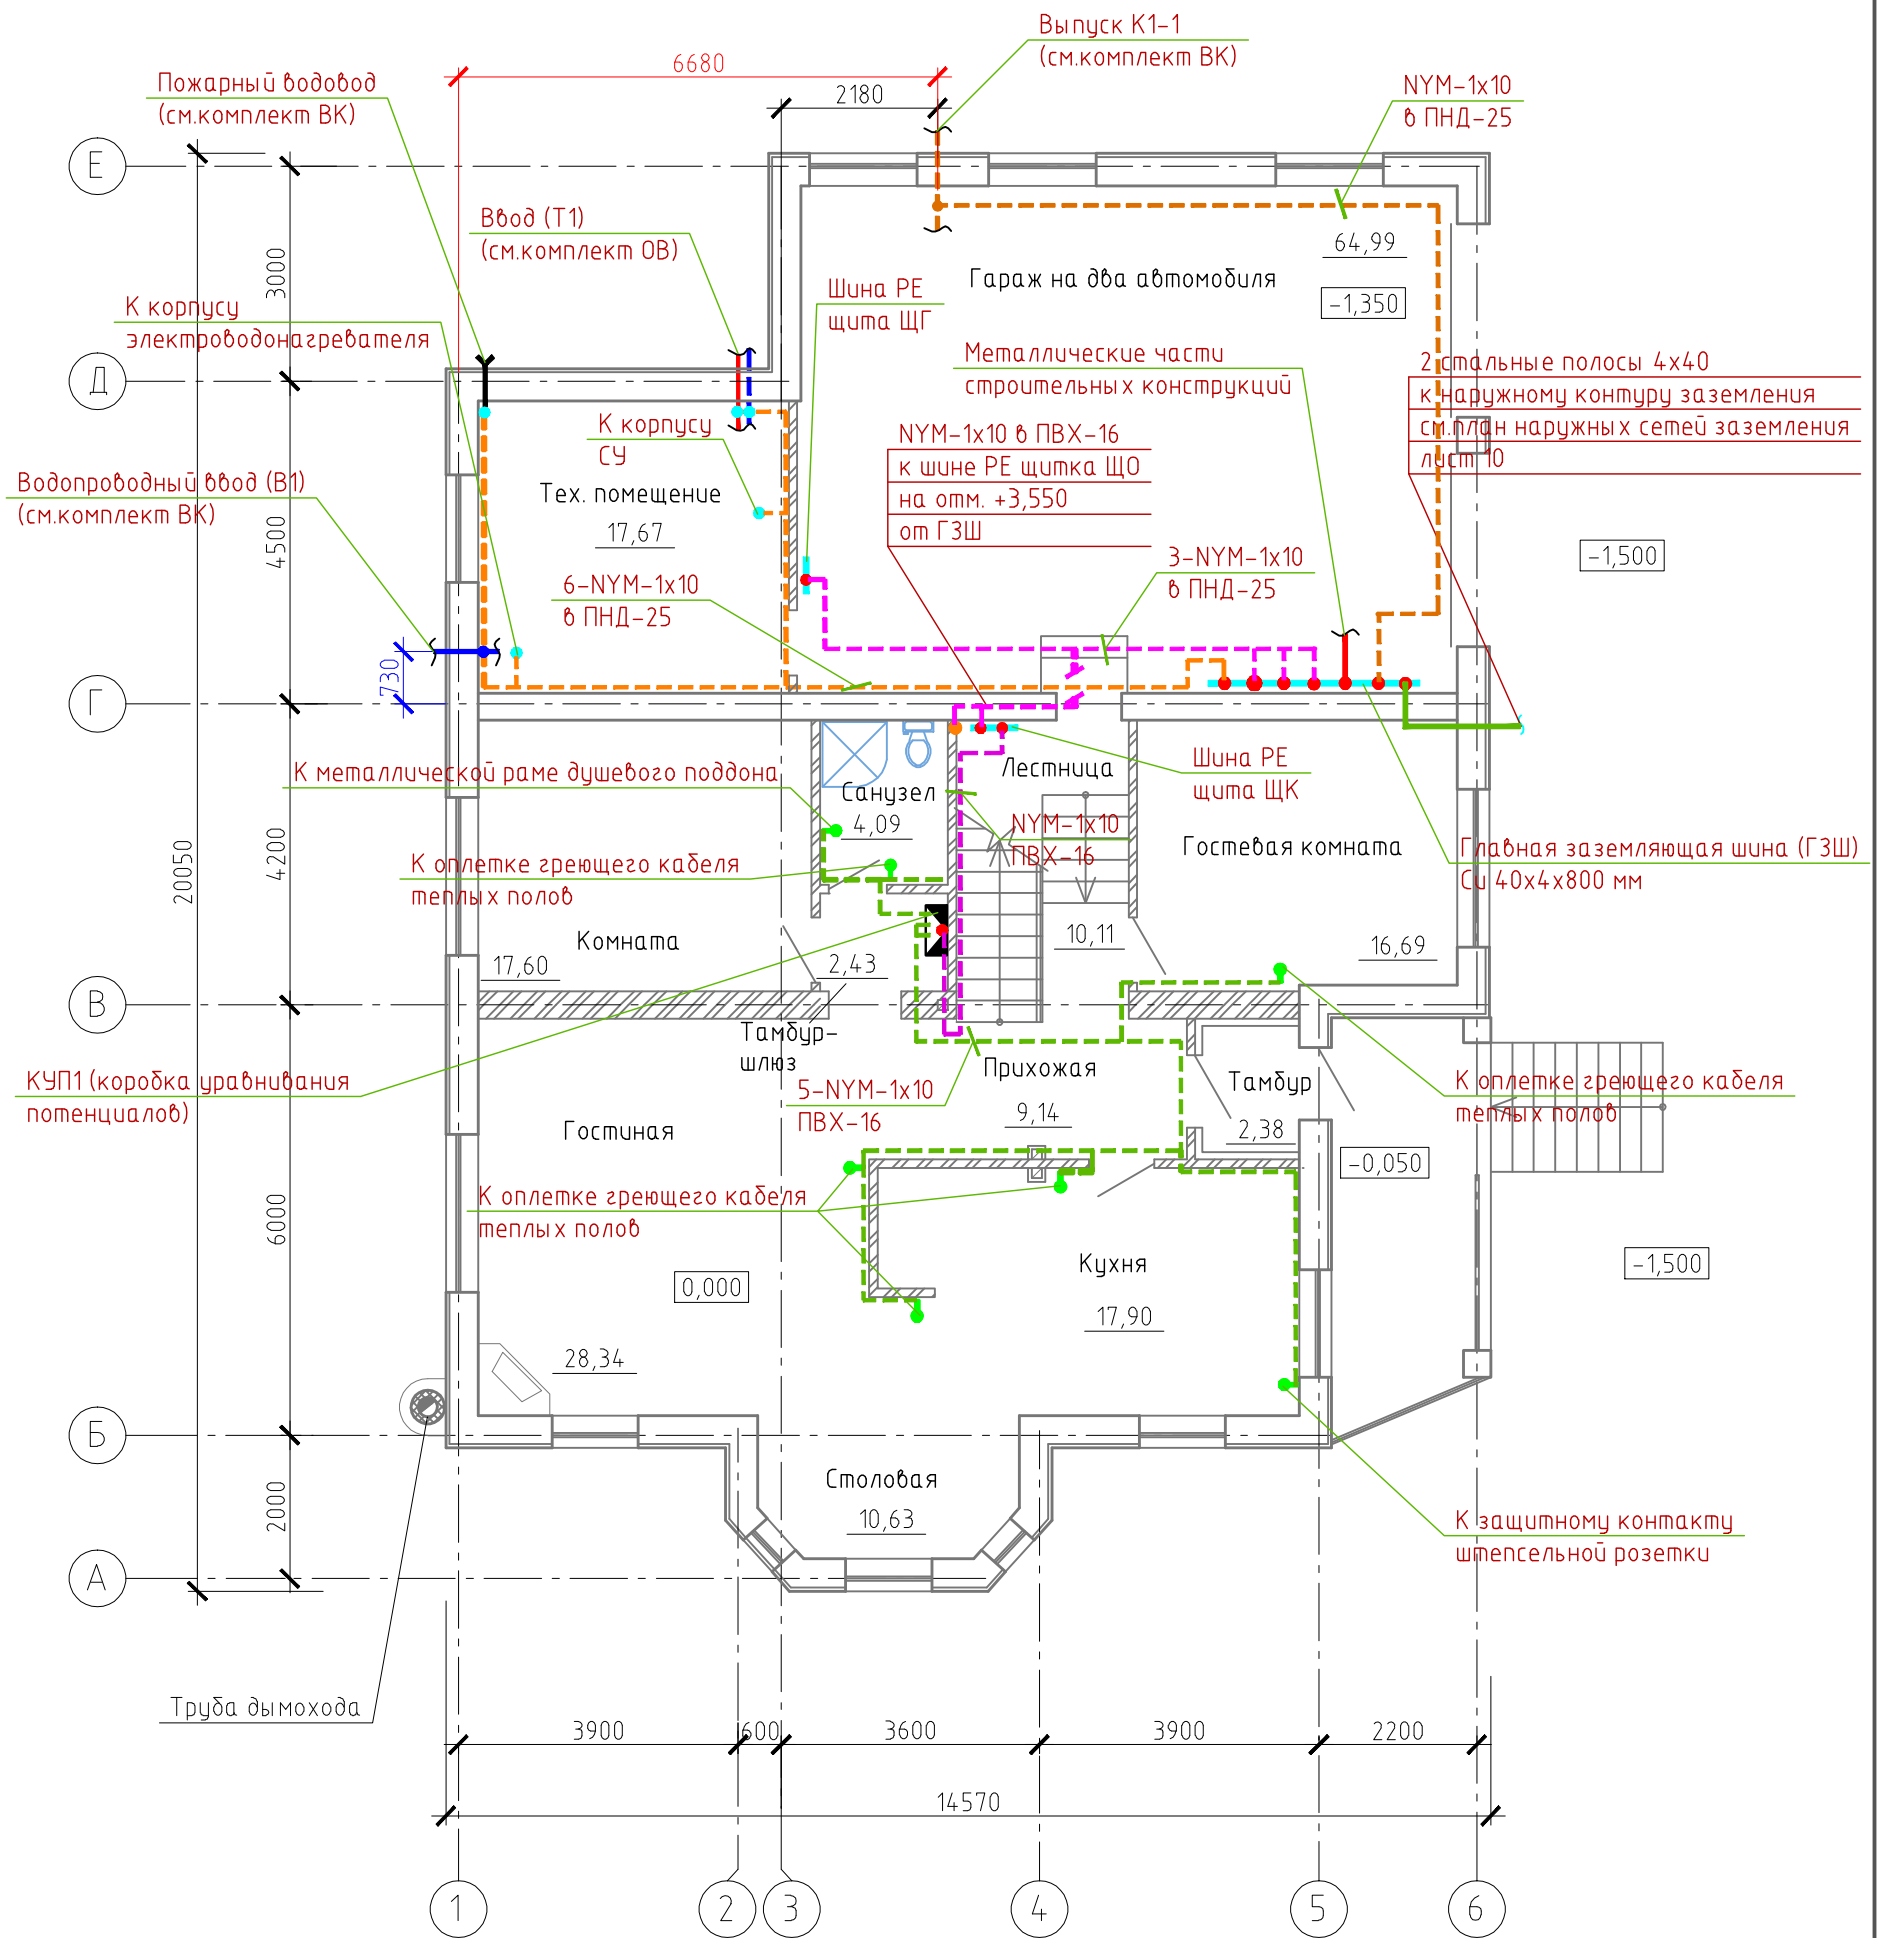 Выпуск К1-1
(см.комплект ВК)
6680
Пожарный водовод
(см.комплект ВК)
2180
NYM-1x10
в ПНД-25
Е
Ввод (Т1)
(см.комплект ОВ)
64,99
Гараж на два автомобиля
-1,350
3000
Шина РЕ
щита ЩГ
К корпусу
электроводонагревателя
Металлические части
строительных конструкций
2 стальные полосы 4х40
к наружному контуру заземления
см.план наружных сетей заземления
лист 10
Д
К корпусу
СУ
NYM-1x10 в ПВХ-16
к шине РЕ щитка ЩО
на отм. +3,550
от ГЗШ
Водопроводный ввод (В1)
(см.комплект ВК)
Тех. помещение
17,67
4500
-1,500
3-NYM-1x10
в ПНД-25
6-NYM-1x10
в ПНД-25
730
Г
К металлической раме душевого поддона
Санузел
4,09
Лестница
Шина РЕ
щита ЩК
NYM-1x10
ПВХ-16
Гостевая комната
Главная заземляющая шина (ГЗШ)
Cu 40х4х800 мм
20050
4200
К оплетке греющего кабеля
теплых полов
Комната
17,60
2,43
10,11
16,69
В
Тамбур-
шлюз
КУП1 (коробка уравнивания
потенциалов)
Прихожая
9,14
5-NYM-1x10
ПВХ-16
Тамбур
2,38
К оплетке греющего кабеля
теплых полов
Гостиная
-0,050
К оплетке греющего кабеля
теплых полов
6000
Кухня
17,90
-1,500
0,000
28,34
Б
Столовая
10,63
2000
К защитному контакту
штепсельной розетки
А
Труба дымохода
3900
600
3600
3900
2200
14570
1
2
3
4
5
6